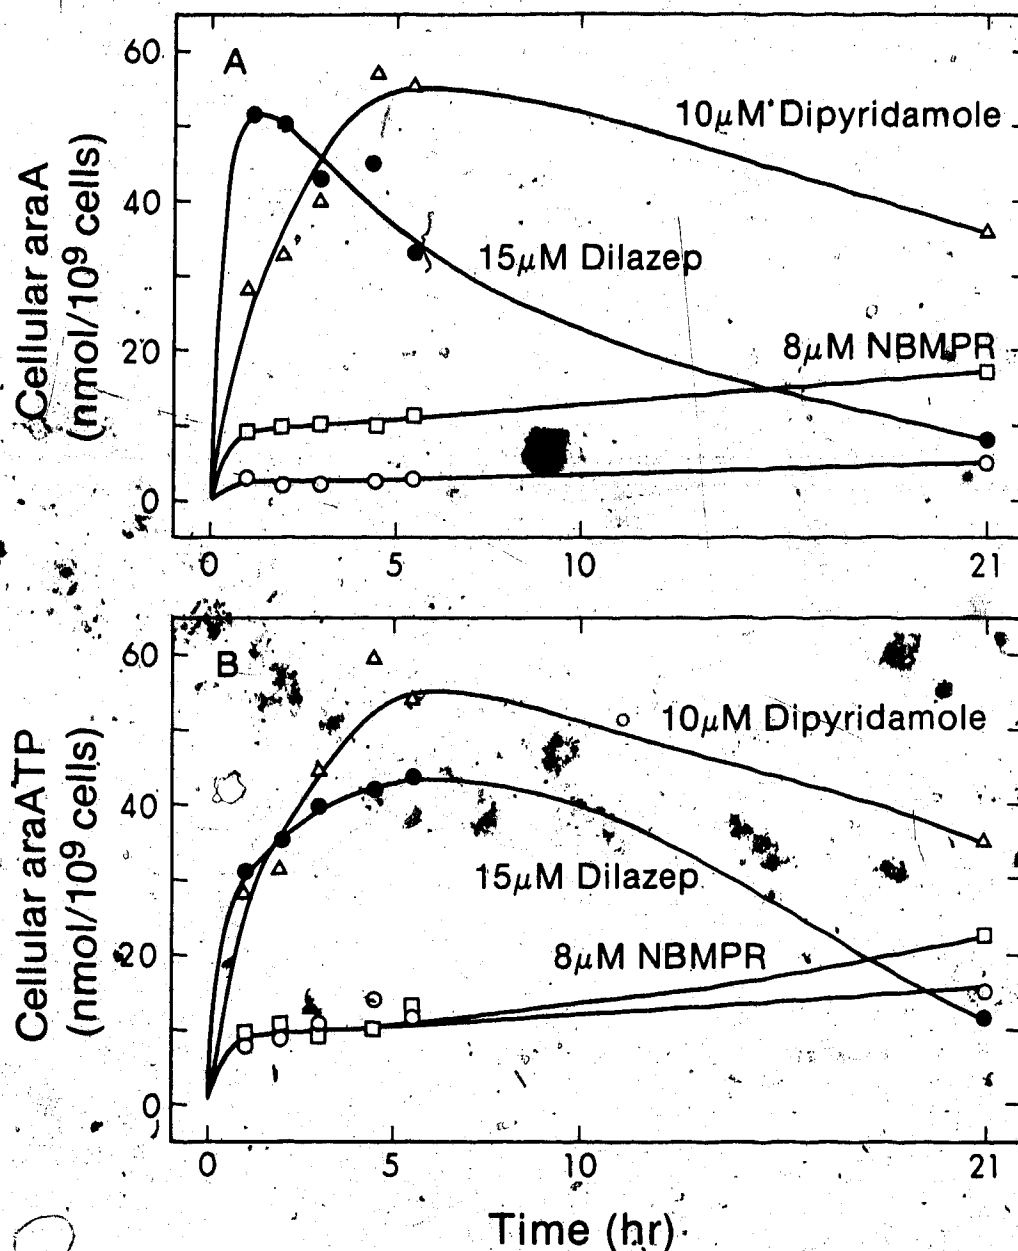 A
Cellular araA
(nmol/10⁹ cells)
60
40
20
0
10μM Dipyridamole
15μM Dilazep
8μM NBMPR
0 5 10 21
B
Cellular araATP
(nmol/10⁹ cells)
60
40
20
0
10μM Dipyridamole
15μM Dilazep
8μM NBMPR
0 5 10 21
Time (hr)